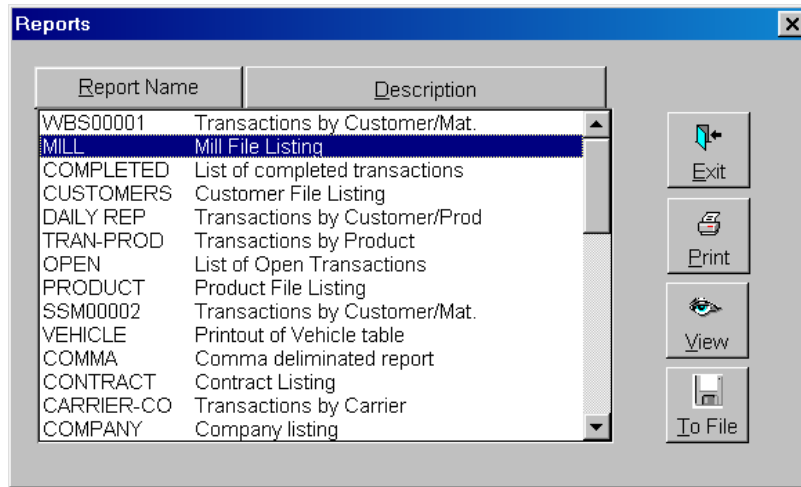 Reports
Report Name Description
WBS00001 Transactions by Customer/Mat.
MILL Mill File Listing
COMPLETED List of completed transactions
CUSTOMERS Customer File Listing
DAILY REP Transactions by Customer/Prod
TRAN-PROD Transactions by Product
OPEN List of Open Transactions
PRODUCT Product File Listing
SSM00002 Transactions by Customer/Mat.
VEHICLE Printout of Vehicle table
COMMA Comma deliminated report
CONTRACT Contract Listing
CARRIER-CO Transactions by Carrier
COMPANY Company listing
Exit
Print
View
To File